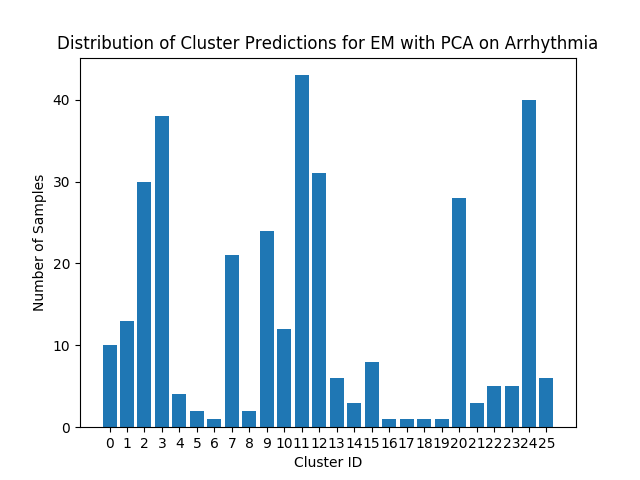 Distribution of Cluster Predictions for EM with PCA on Arrhythmia
40
30
20
10
0
Number of Samples
0 1 2 3 4 5 6 7 8 9 10 11 12 13 14 15 16 17 18 19 20 21 22 23 24 25
Cluster ID